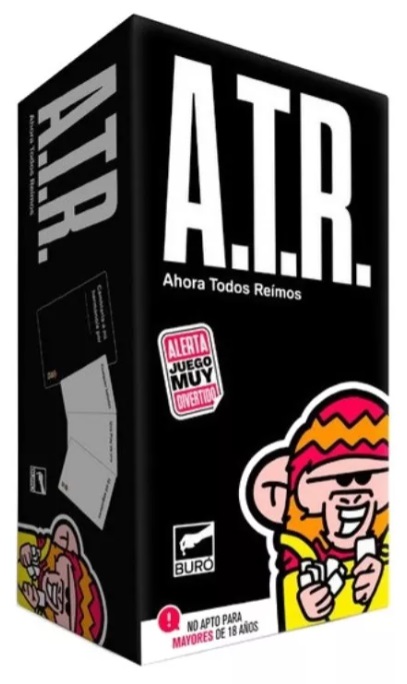 A.T.R.
Ahora Todos Reímos
ALERTA
JUEGO
MUY
DIVERTIDO
BURÓ
NO APTO PARA
MAYORES DE 18 AÑOS
A.T.R.
Ahora Todos Reímos